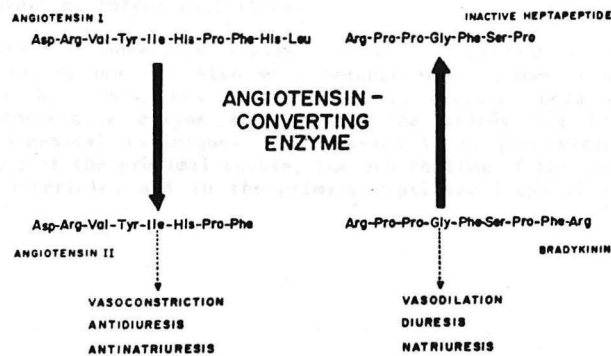 ANGIOTENSIN I
INACTIVE HEPTAPEPTIDE
Asp-Arg-Val-Tyr-Ile-His-Pro-Phe-His-Leu
Arg-Pro-Pro-Gly-Phe-Ser-Pre
ANGIOTENSIN-
CONVERTING
ENZYME
Asp-Arg-Val-Tyr-Ile-His-Pro-Phe
Arg-Pro-Pro-Gly-Phe-Ser-Pro-Phe-Arg
ANGIOTENSIN II
BRADYKININ
VASOCONSTRICTION
ANTIDIURESIS
ANTINATRIURESIS
VASODILATION
DIURESIS
NATRIURESIS